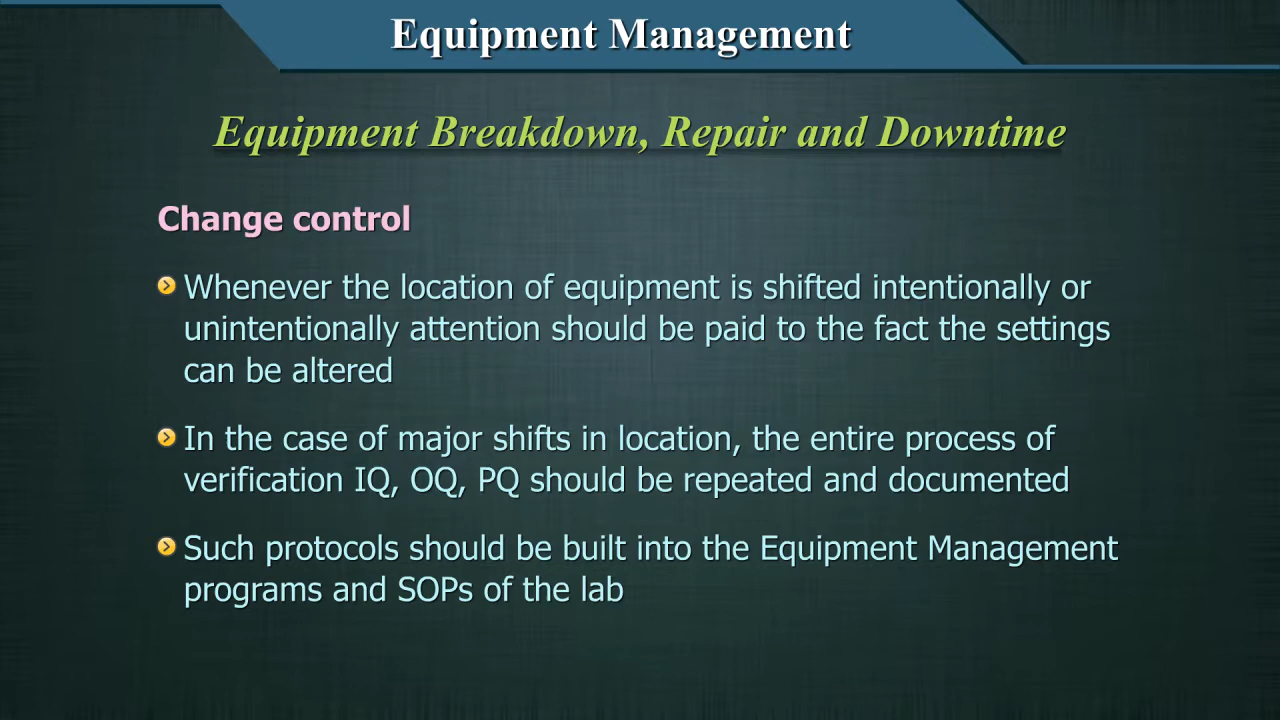 Equipment Management
Equipment Breakdown, Repair and Downtime
Change control
Whenever the location of equipment is shifted intentionally or
unintentionally attention should be paid to the fact the settings
can be altered
In the case of major shifts in location, the entire process of
verification IQ, OQ, PQ should be repeated and documented
Such protocols should be built into the Equipment Management
programs and SOPs of the lab